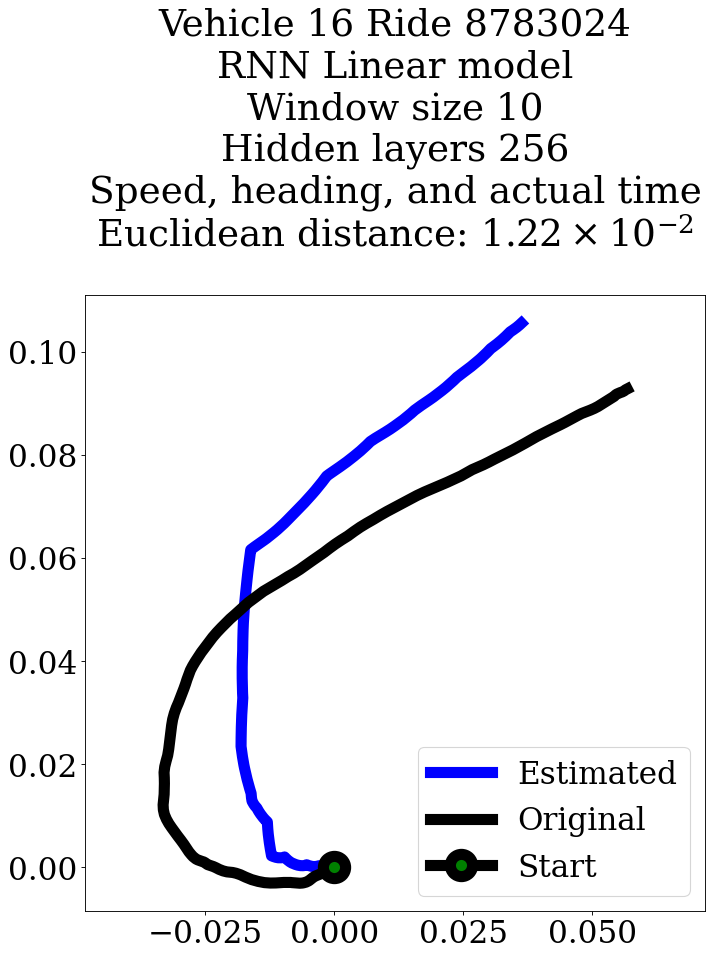 Vehicle 16 Ride 8783024
RNN Linear model
Window size 10
Hidden layers 256
Speed, heading, and actual time
Euclidean distance: 1.22 × 10⁻²
0.10
0.08
0.06
0.04
0.02
0.00
Estimated
Original
Start
−0.025 0.000 0.025 0.050